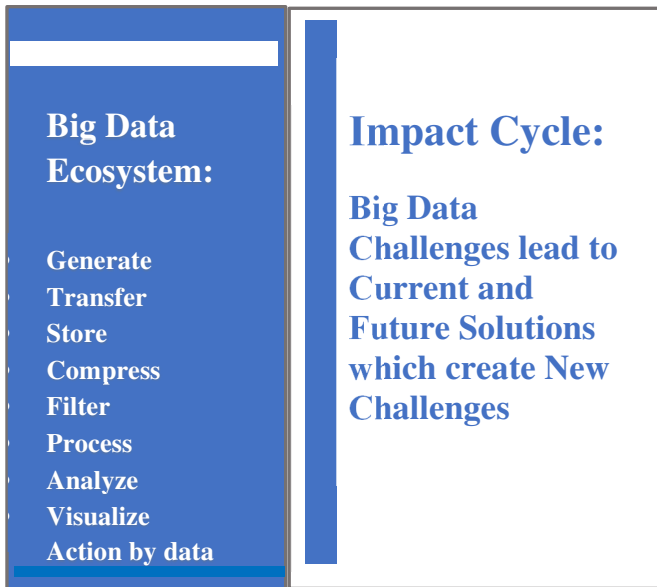 Big Data
Ecosystem:
Generate
Transfer
Store
Compress
Filter
Process
Analyze
Visualize
Action by data
Impact Cycle:
Big Data
Challenges lead to
Current and
Future Solutions
which create New
Challenges